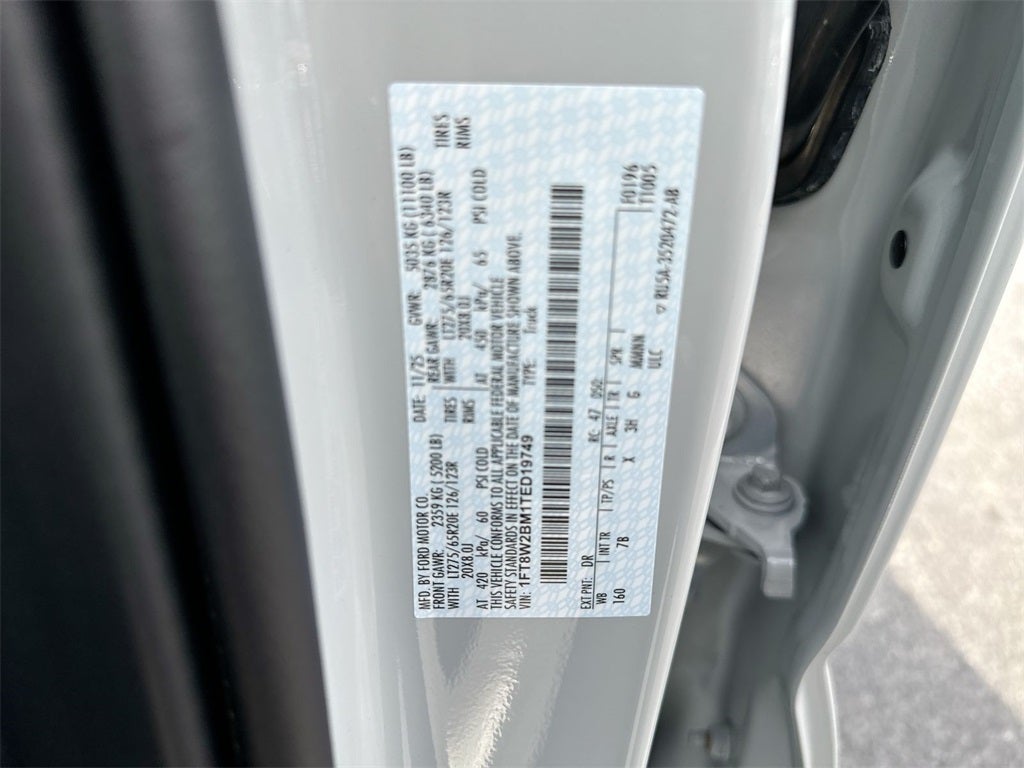 MFD. BY FORD MOTOR CO. DATE: 11/25 GVWR: 5035 KG (11100 LB)
FRONT GAWR: 2359 KG (5200 LB) REAR GAWR: 2876 KG (6340 LB)
WITH LT275/65R20E 126/123R TIRES WITH LT275/65R20E 126/123R TIRES
20X8.0J RIMS 20X8.0J RIMS
AT 420 kPa/ 60 PSI COLD AT 450 kPa/ 65 PSI COLD
THIS VEHICLE CONFORMS TO ALL APPLICABLE FEDERAL MOTOR VEHICLE
SAFETY STANDARDS IN EFFECT ON THE DATE OF MANUFACTURE SHOWN ABOVE.
VIN: 1FT8W2BM1TED19749 TYPE: Truck
F0196
T1005
EXT PNT: DR RC: 47 DSO:
WB INT TR TP/PS R AXLE TR SPR
160 7B X 3H G
ULC